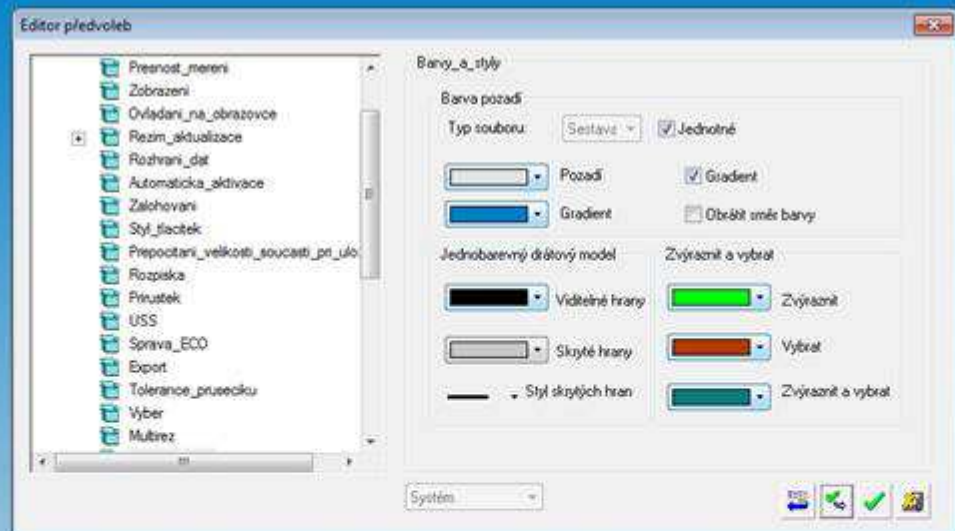 Editor předvoleb
Presnost_mereni
Zobrazeni
Ovladani_na_obrazovce
Rezim_aktualizace
Rozhrani_dat
Automaticka_aktivace
Zalohovani
Styl_tlacitek
Prepocitani_velikosti_soucasti_pri_ulo
Rozpiska
Prirustek
USS
Sprava_ECO
Export
Tolerance_pruseciku
Vyber
Multirez
Barvy_a_styly
Barva pozadí
Typ souboru: Sestava Jednotné
Pozadí Gradient
Gradient Obrátit směr barvy
Jednobarevný drátový model
Viditelné hrany
Skryté hrany
Styl skrytých hran
Zvýraznit a vybrat
Zvýraznit
Vybrat
Zvýraznit a vybrat
Systém